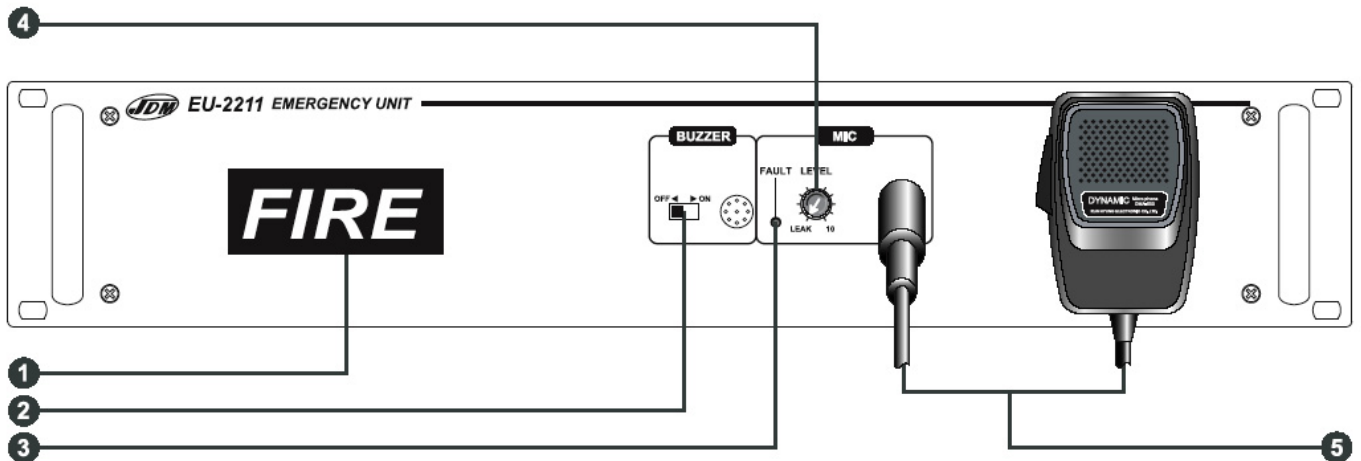 4
JDM EU-2211 EMERGENCY UNIT
BUZZER
MIC
FAULT LEVEL
FIRE
OFF◄ ►ON
LEAK 10
DYNAMIC Microphone
1
2
3
5